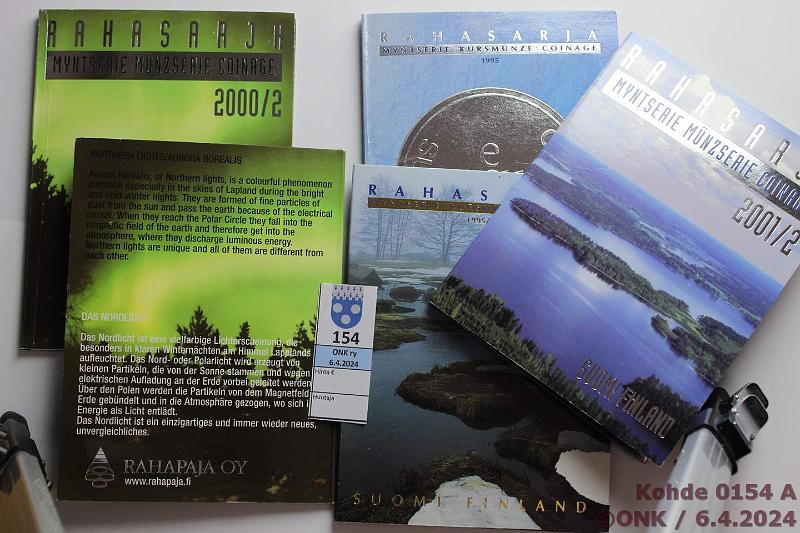 RAHASARJA
MYNTSERIE MÜNZSERIE COINAGE
2000/2
NORTHERN LIGHTS/AURORA BOREALIS
Aurora Borealis, or Northern lights, is a colourful phenomenon
common especially in the skies of Lapland during the bright
and cold winter nights. They are formed of fine particles of
dust from the sun and pass the earth because of the electrical
circuit. When they reach the Polar Circle they fall into the
magnetic field of the earth and therefore get into the
atmosphere, where they discharge luminous energy.
Northern lights are unique and all of them are different from
each other.
DAS NORDLICHT
Das Nordlicht ist eine vielfarbige Lichterscheinung, die
besonders in klaren Winternächten am Himmel Lapplands
aufleuchtet. Das Nord- oder Polarlicht wird erzeugt von
kleinen Partikeln, die von der Sonne stammen und wegen
elektrischen Aufladung an der Erde vorbei geleitet werden
Über den Polen werden die Partikeln von dem Magnetfeld
Erde gebündelt und in die Atmosphäre gezogen, wo sich i
Energie als Licht entlädt.
Das Nordlicht ist ein einzigartiges und immer wieder neues,
unvergleichliches.
RAHAPAJA OY
www.rahapaja.fi
RAHASARJA
MYNTSERIE KURSMÜNZE COINAGE
1995
s e s
RAHAS
MYNTSERIE
1995/
SUOMI FINLAND
RAHASARJ
MYNTSERIE MÜNZSERIE COINAGE
2001/2
SUOMI FINLAND
154
ONK ry
6.4.2024
Hinta €
Huutaja
Kohde 0154 A
©ONK / 6.4.2024